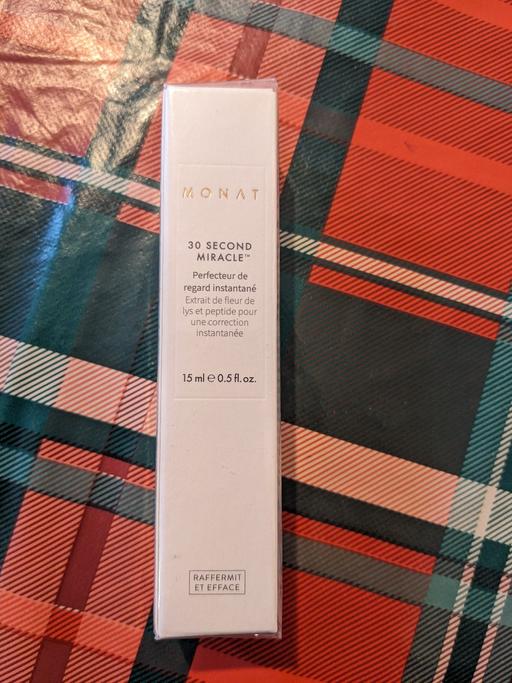 MONAT
30 SECOND
MIRACLE™
Perfecteur de
regard instantané
Extrait de fleur de
lys et peptide pour
une correction
instantanée
15 ml ℮ 0.5 fl. oz.
RAFFERMIT
ET EFFACE